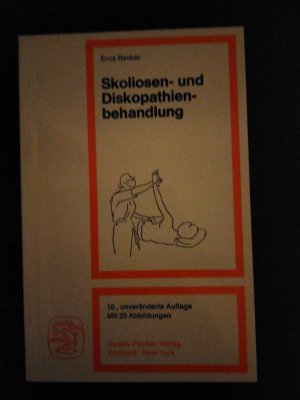 Erna Becker
Skoliosen- und
Diskopathien-
behandlung
10., unveränderte Auflage
Mit 23 Abbildungen
Gustav Fischer Verlag
Stuttgart · New York